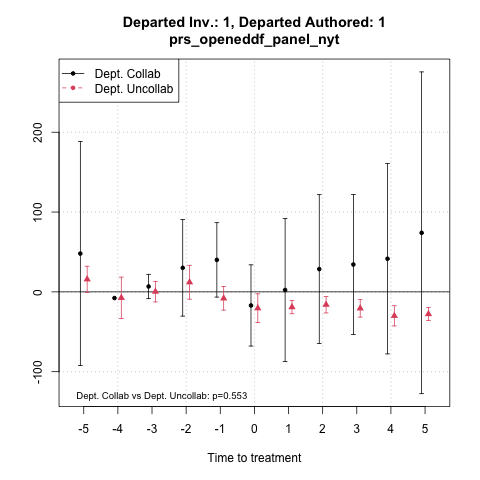 Departed Inv.: 1, Departed Authored: 1
prs_openeddf_panel_nyt
Dept. Collab
Dept. Uncollab
200
100
0
-100
Dept. Collab vs Dept. Uncollab: p=0.553
-5 -4 -3 -2 -1 0 1 2 3 4 5
Time to treatment